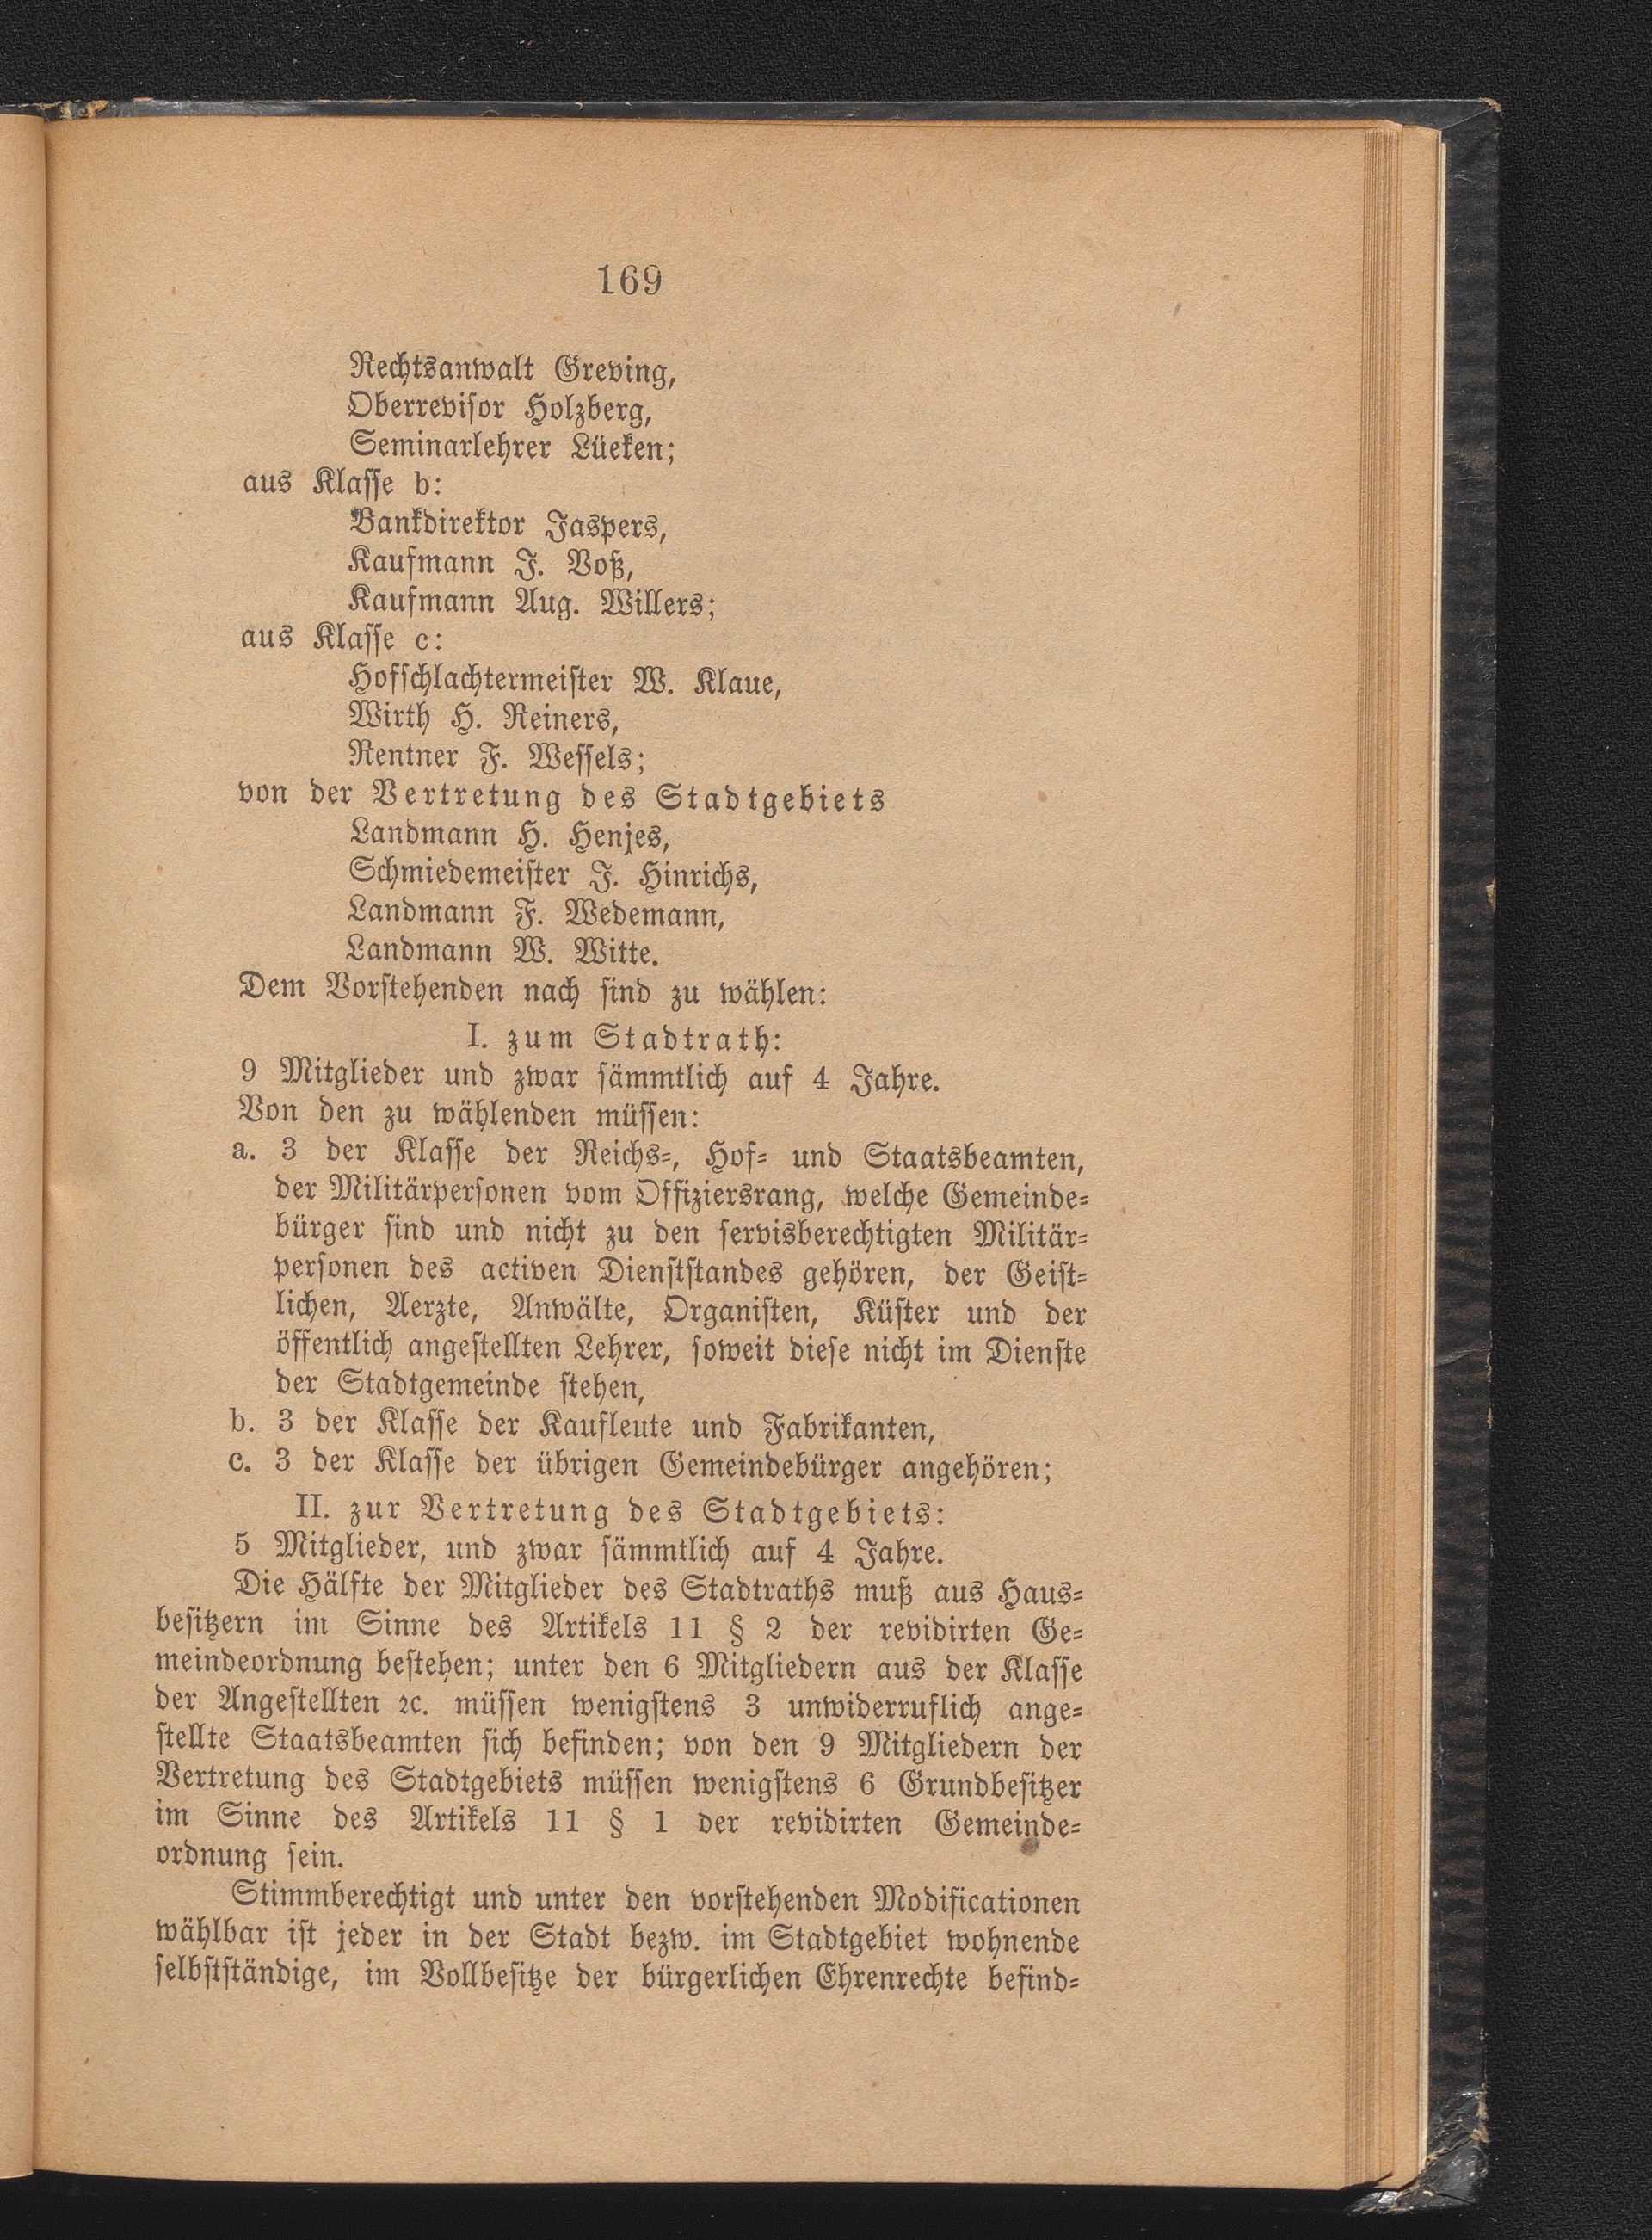 169
Rechtsanwalt Greving,
Oberrevisor Holzberg,
Seminarlehrer Lüeken;
aus Klasse b:
Bankdirektor Jaspers,
Kaufmann J. Voß,
Kaufmann Aug. Willers;
aus Klasse c:
Hofschlachtermeister W. Klaue,
Wirth H. Reiners,
Rentner F. Wessels;
von der Vertretung des Stadtgebiets
Landmann H. Henjes,
Schmiedemeister J. Hinrichs,
Landmann F. Wedemann,
Landmann W. Witte.
Dem Vorstehenden nach sind zu wählen:
I. zum Stadtrath:
9 Mitglieder und zwar sämmtlich auf 4 Jahre.
Von den zu wählenden müssen:
a. 3 der Klasse der Reichs-, Hof- und Staatsbeamten,
der Militärpersonen vom Offiziersrang, welche Gemeinde-
bürger sind und nicht zu den servisberechtigten Militär-
personen des activen Dienststandes gehören, der Geist-
lichen, Aerzte, Anwälte, Organisten, Küster und der
öffentlich angestellten Lehrer, soweit diese nicht im Dienste
der Stadtgemeinde stehen,
b. 3 der Klasse der Kaufleute und Fabrikanten,
c. 3 der Klasse der übrigen Gemeindebürger angehören;
II. zur Vertretung des Stadtgebiets:
5 Mitglieder, und zwar sämmtlich auf 4 Jahre.
Die Hälfte der Mitglieder des Stadtraths muß aus Haus-
besitzern im Sinne des Artikels 11 § 2 der revidirten Ge-
meindeordnung bestehen; unter den 6 Mitgliedern aus der Klasse
der Angestellten ꝛc. müssen wenigstens 3 unwiderruflich ange-
stellte Staatsbeamten sich befinden; von den 9 Mitgliedern der
Vertretung des Stadtgebiets müssen wenigstens 6 Grundbesitzer
im Sinne des Artikels 11 § 1 der revidirten Gemeinde-
ordnung sein.
Stimmberechtigt und unter den vorstehenden Modificationen
wählbar ist jeder in der Stadt bezw. im Stadtgebiet wohnende
selbstständige, im Vollbesitze der bürgerlichen Ehrenrechte befind-